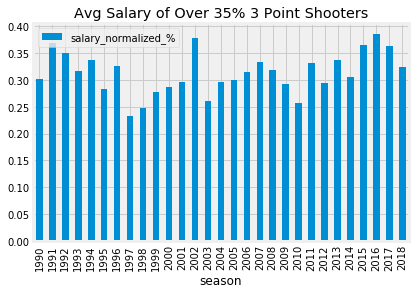 Avg Salary of Over 35% 3 Point Shooters
salary_normalized_%
0.40
0.35
0.30
0.25
0.20
0.15
0.10
0.05
0.00
1990 1991 1992 1993 1994 1995 1996 1997 1998 1999 2000 2001 2002 2003 2004 2005 2006 2007 2008 2009 2010 2011 2012 2013 2014 2015 2016 2017 2018
season